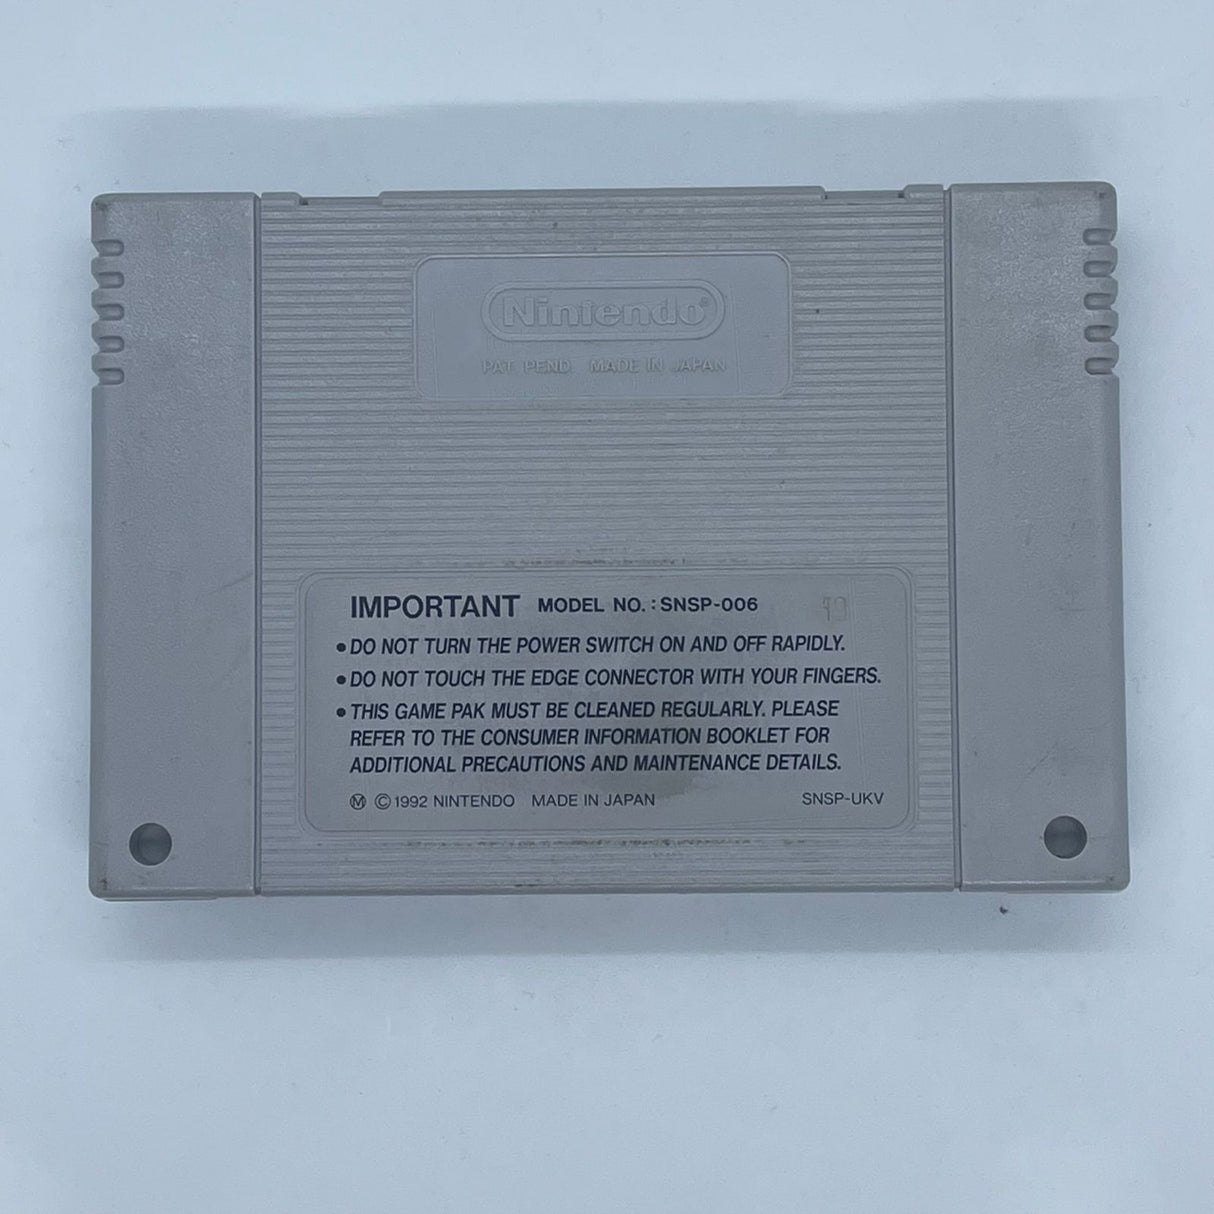 Nintendo®
PAT. PEND. MADE IN JAPAN
IMPORTANT MODEL NO. : SNSP-006
• DO NOT TURN THE POWER SWITCH ON AND OFF RAPIDLY.
• DO NOT TOUCH THE EDGE CONNECTOR WITH YOUR FINGERS.
• THIS GAME PAK MUST BE CLEANED REGULARLY. PLEASE
REFER TO THE CONSUMER INFORMATION BOOKLET FOR
ADDITIONAL PRECAUTIONS AND MAINTENANCE DETAILS.
Ⓜ © 1992 NINTENDO MADE IN JAPAN SNSP-UKV